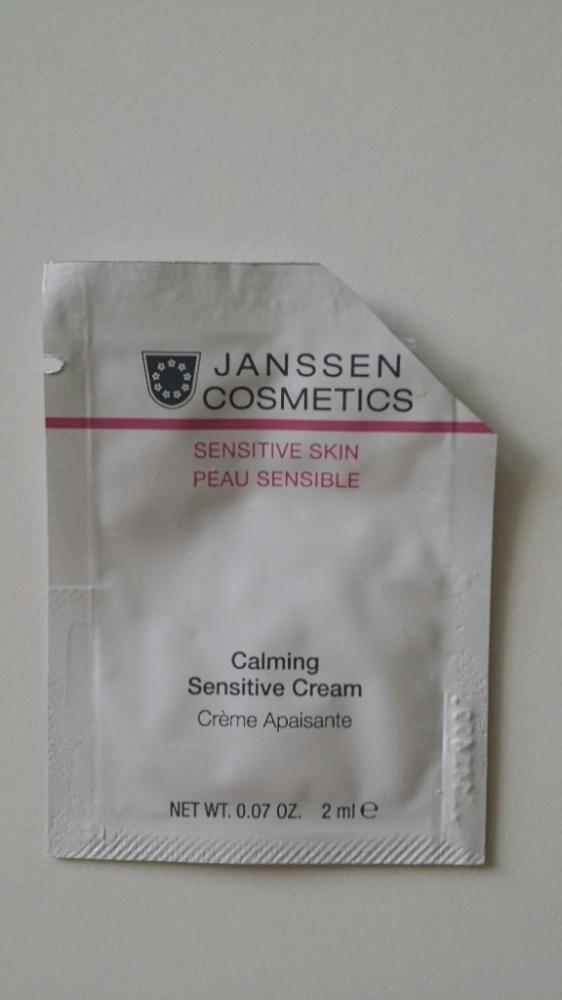 JANSSEN
COSMETICS
SENSITIVE SKIN
PEAU SENSIBLE
Calming
Sensitive Cream
Crème Apaisante
NET WT. 0.07 OZ. 2 ml ℮